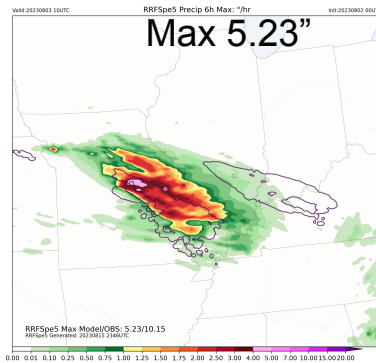 Valid:20230803 10UTC RRFSpe5 Precip 6h Max: "/hr Init:20230802 00U
Max 5.23”
RRFSpe5 Max Model/OBS: 5.23/10.15
RRFSpe5 Generated: 20230815 2346UTC
0.00 0.01 0.10 0.25 0.50 0.75 1.00 1.25 1.50 1.75 2.00 2.50 3.00 4.00 5.00 7.00 10.00 15.00 20.00